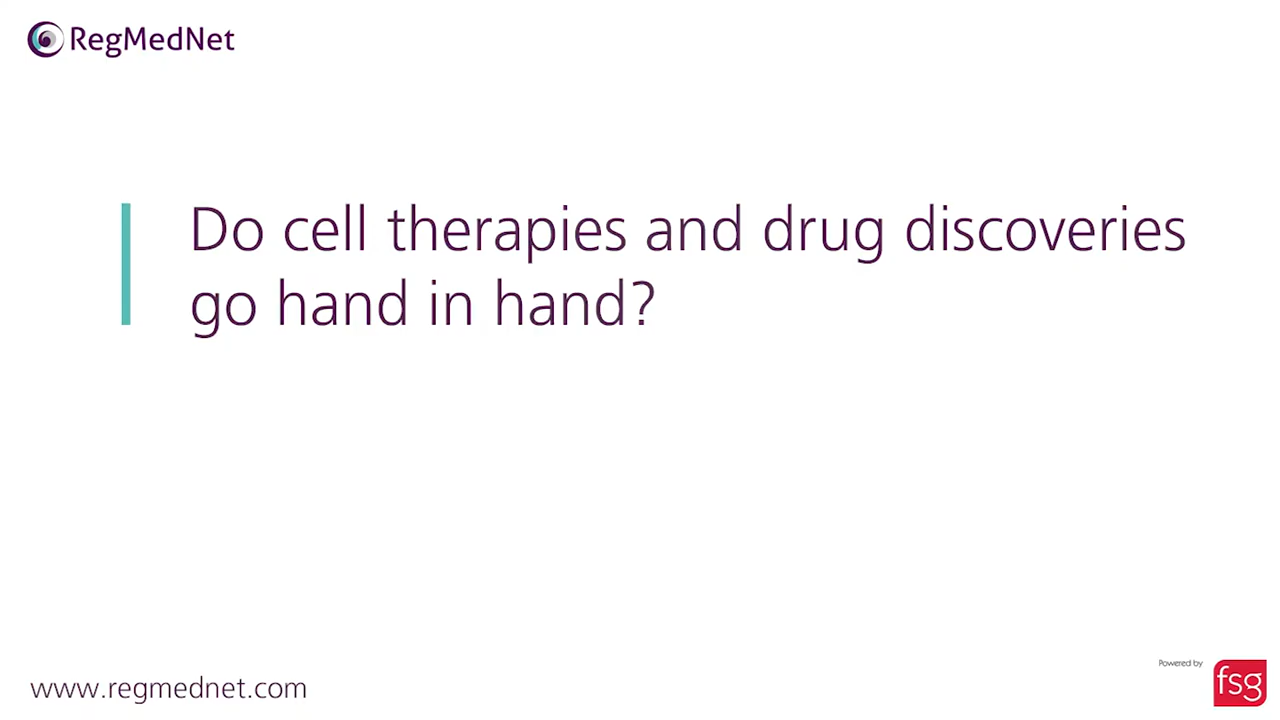 RegMedNet
Do cell therapies and drug discoveries
go hand in hand?
www.regmednet.com
Powered by
fsg